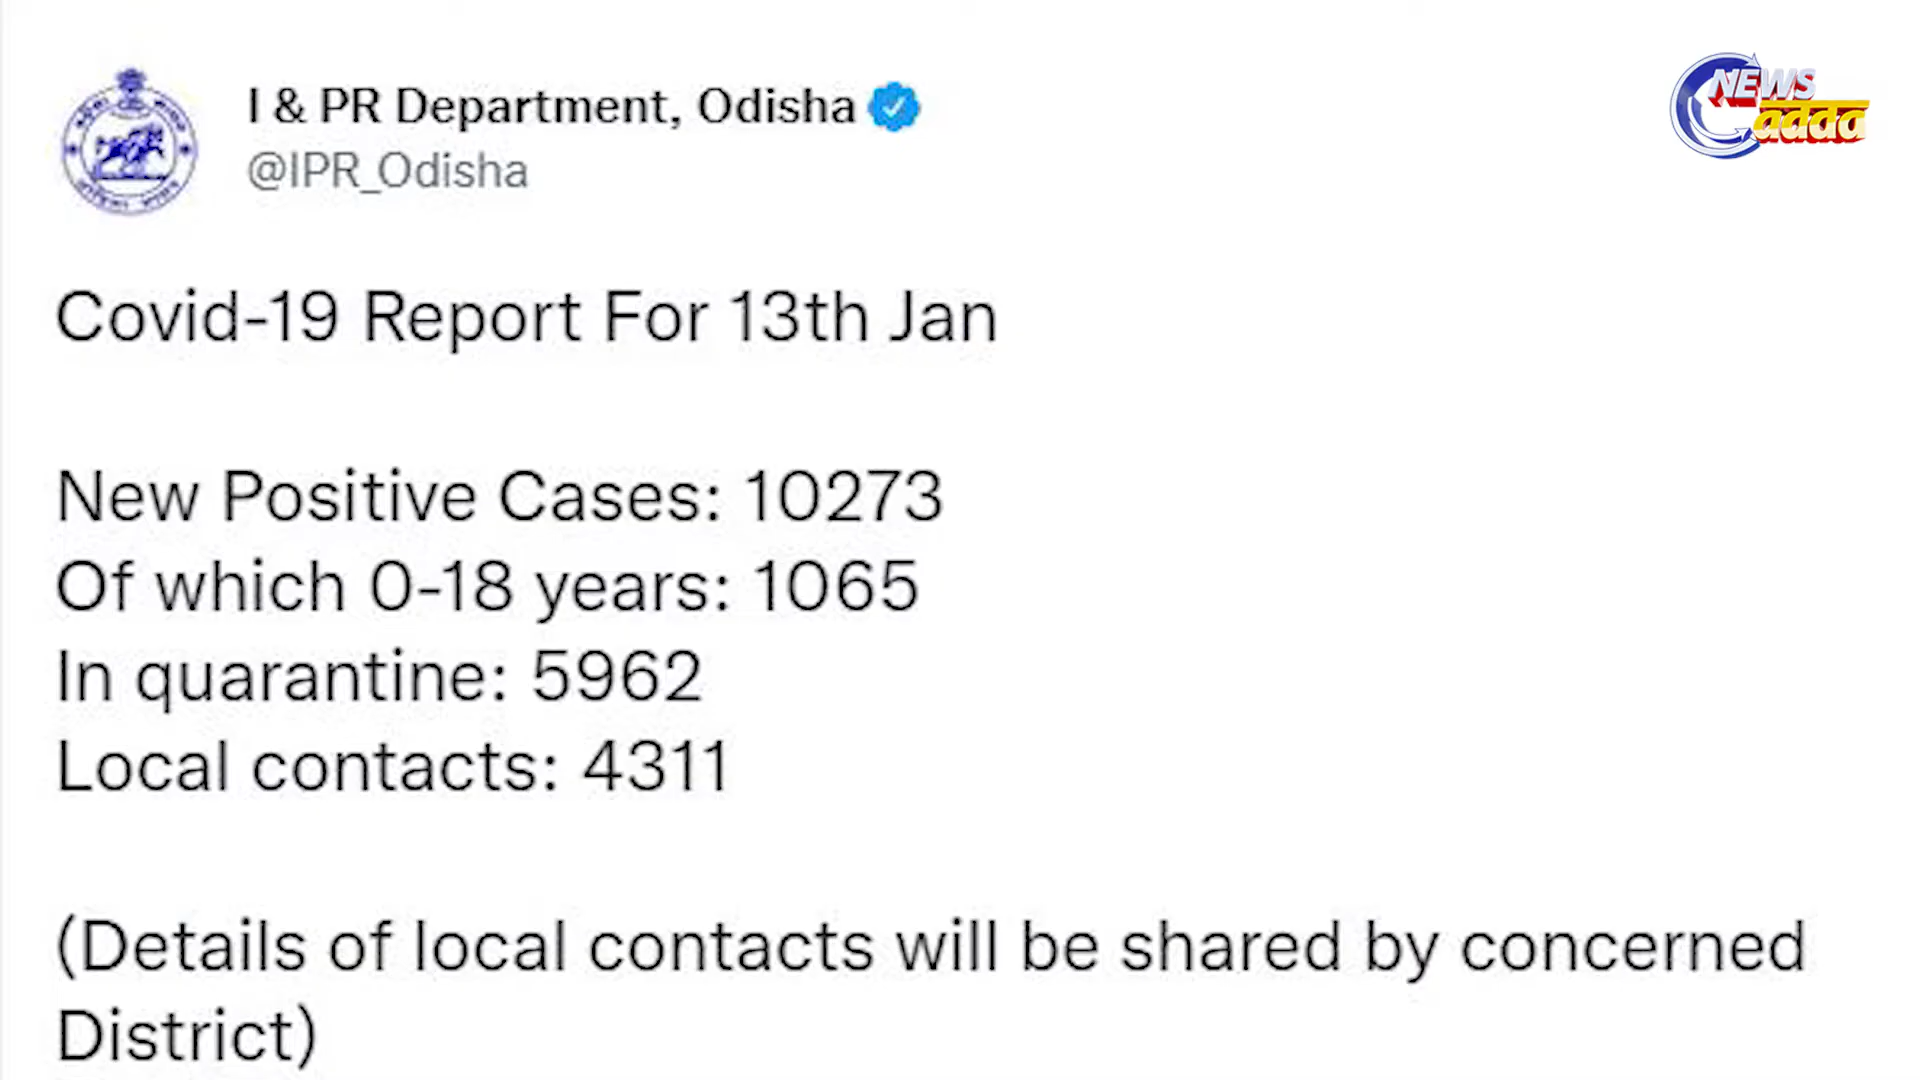 I & PR Department, Odisha
@IPR_Odisha
NEWS
adda
Covid-19 Report For 13th Jan
New Positive Cases: 10273
Of which 0-18 years: 1065
In quarantine: 5962
Local contacts: 4311
(Details of local contacts will be shared by concerned
District)